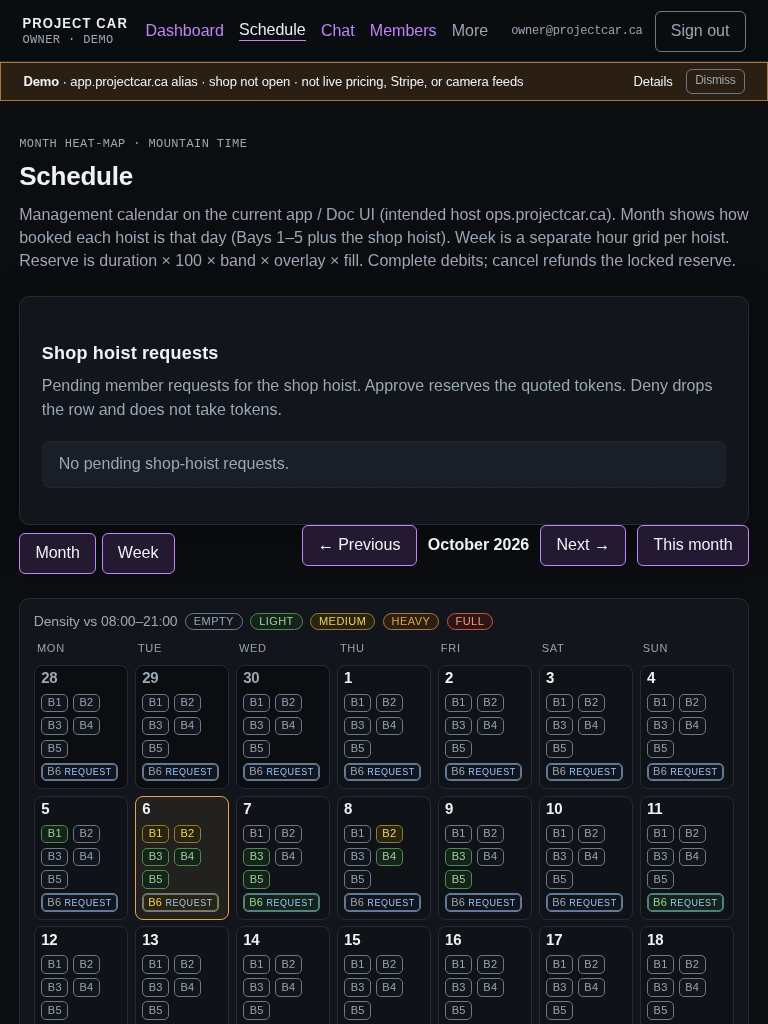 PROJECT CAR
OWNER · DEMO
Dashboard Schedule Chat Members More owner@projectcar.ca Sign out
Demo · app.projectcar.ca alias · shop not open · not live pricing, Stripe, or camera feeds Details Dismiss
MONTH HEAT-MAP · MOUNTAIN TIME
Schedule
Management calendar on the current app / Doc UI (intended host ops.projectcar.ca). Month shows how
booked each hoist is that day (Bays 1–5 plus the shop hoist). Week is a separate hour grid per hoist.
Reserve is duration × 100 × band × overlay × fill. Complete debits; cancel refunds the locked reserve.
Shop hoist requests
Pending member requests for the shop hoist. Approve reserves the quoted tokens. Deny drops
the row and does not take tokens.
No pending shop-hoist requests.
Month Week ← Previous October 2026 Next → This month
Density vs 08:00–21:00 EMPTY LIGHT MEDIUM HEAVY FULL
MON TUE WED THU FRI SAT SUN
28 29 30 1 2 3 4
B1 B2 B1 B2 B1 B2 B1 B2 B1 B2 B1 B2 B1 B2
B3 B4 B3 B4 B3 B4 B3 B4 B3 B4 B3 B4 B3 B4
B5 B5 B5 B5 B5 B5 B5
B6 REQUEST B6 REQUEST B6 REQUEST B6 REQUEST B6 REQUEST B6 REQUEST B6 REQUEST
5 6 7 8 9 10 11
B1 B2 B1 B2 B1 B2 B1 B2 B1 B2 B1 B2 B1 B2
B3 B4 B3 B4 B3 B4 B3 B4 B3 B4 B3 B4 B3 B4
B5 B5 B5 B5 B5 B5 B5
B6 REQUEST B6 REQUEST B6 REQUEST B6 REQUEST B6 REQUEST B6 REQUEST B6 REQUEST
12 13 14 15 16 17 18
B1 B2 B1 B2 B1 B2 B1 B2 B1 B2 B1 B2 B1 B2
B3 B4 B3 B4 B3 B4 B3 B4 B3 B4 B3 B4 B3 B4
B5 B5 B5 B5 B5 B5 B5